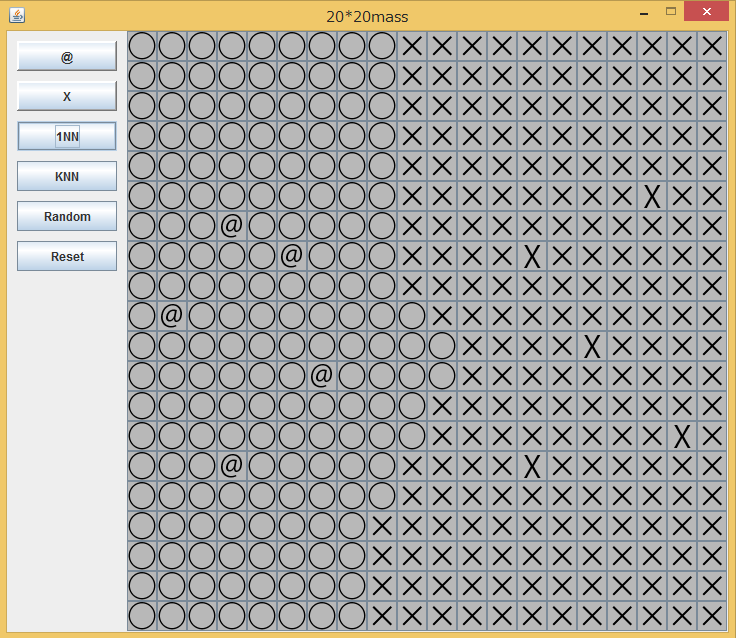 20*20mass
@
X
1NN
KNN
Random
Reset
X
@
@ X
@
X
@
X
@ X